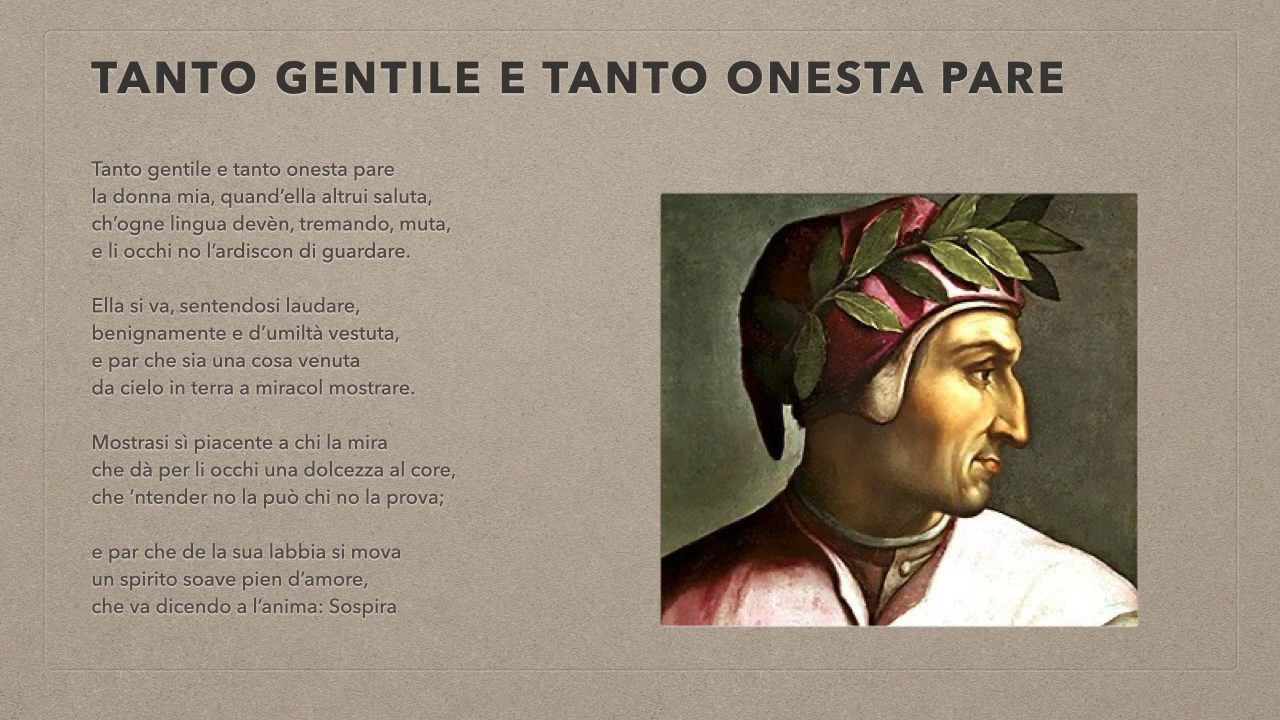 TANTO GENTILE E TANTO ONESTA PARE
Tanto gentile e tanto onesta pare
la donna mia, quand’ella altrui saluta,
ch’ogne lingua devèn, tremando, muta,
e li occhi no l’ardiscon di guardare.
Ella si va, sentendosi laudare,
benignamente e d’umiltà vestuta,
e par che sia una cosa venuta
da cielo in terra a miracol mostrare.
Mostrasi sì piacente a chi la mira
che dà per li occhi una dolcezza al core,
che ’ntender no la può chi no la prova;
e par che de la sua labbia si mova
un spirito soave pien d’amore,
che va dicendo a l’anima: Sospira